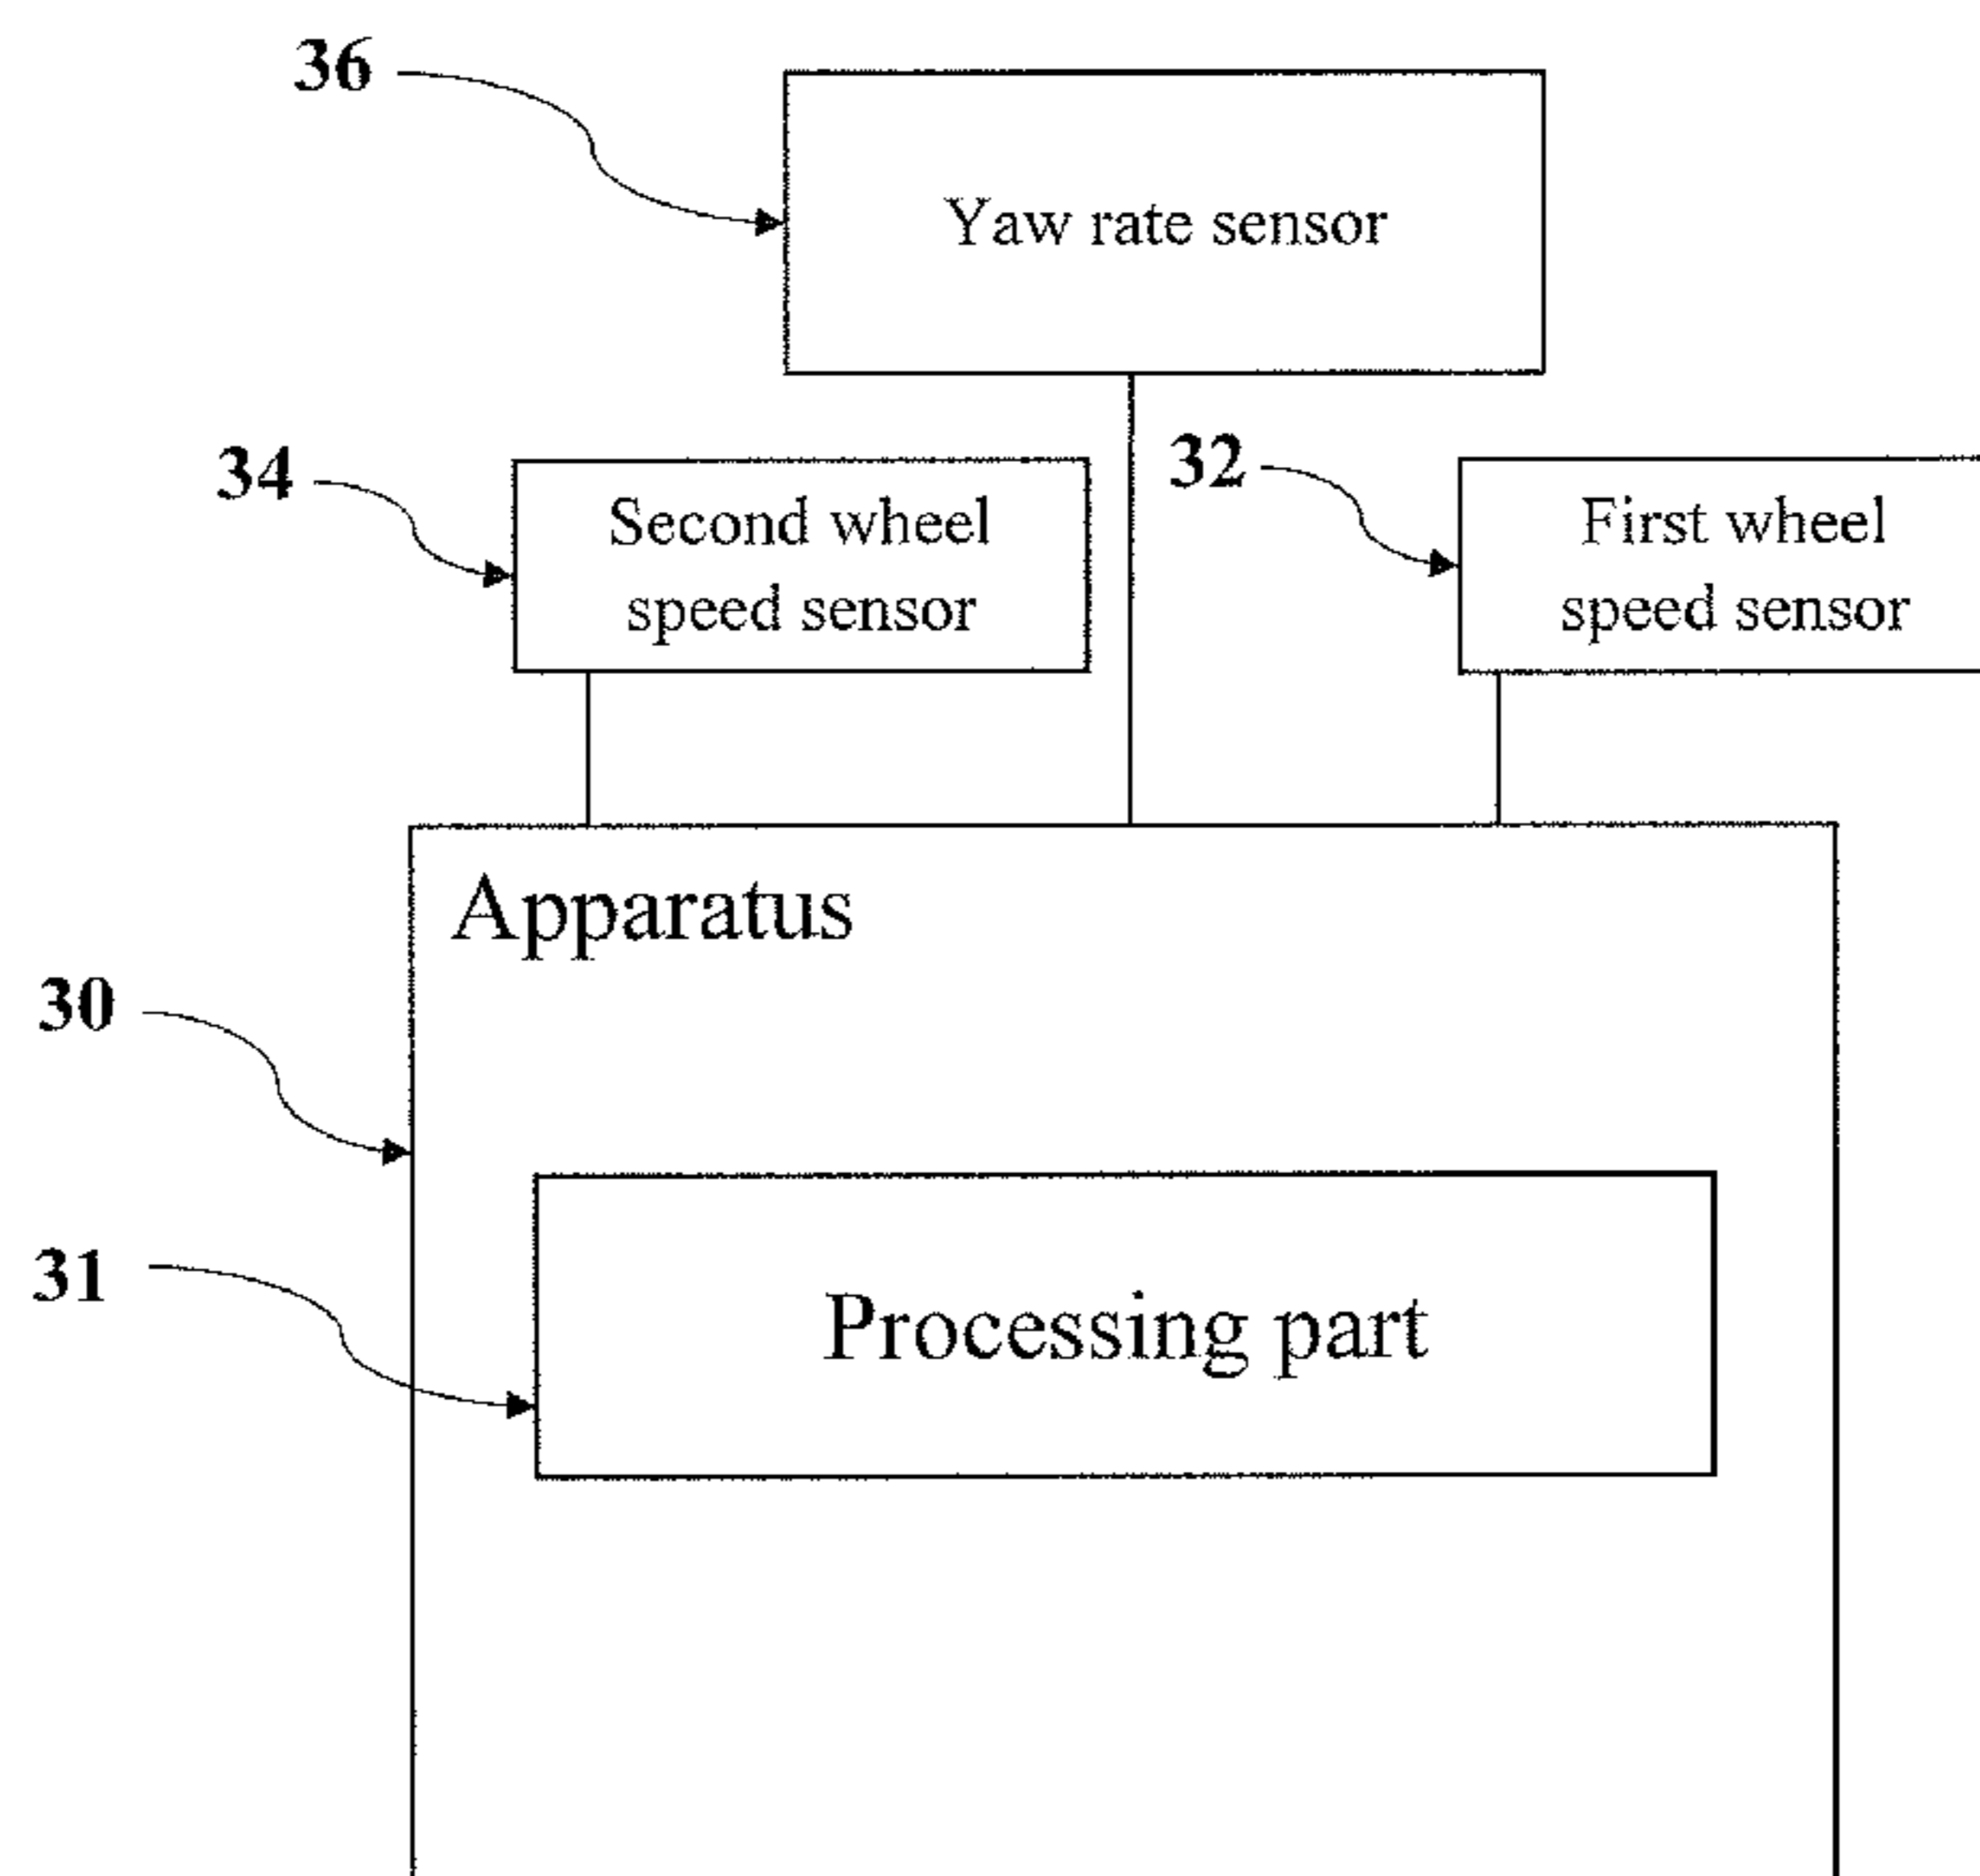 36
Yaw rate sensor
34
Second wheel
speed sensor
32
First wheel
speed sensor
Apparatus
30
31
Processing part